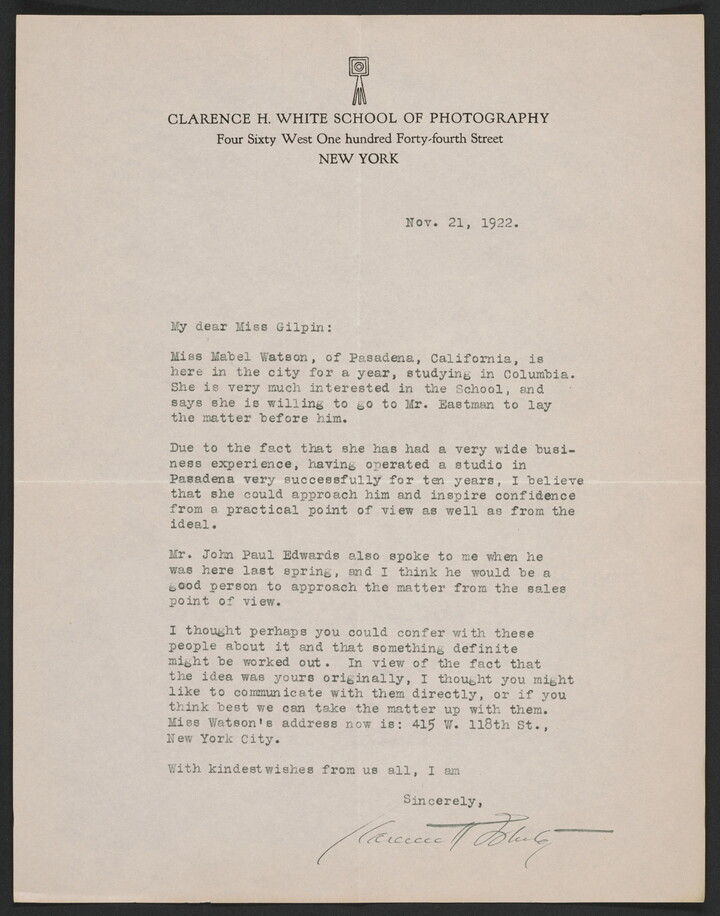 CLARENCE H. WHITE SCHOOL OF PHOTOGRAPHY
Four Sixty West One hundred Forty-fourth Street
NEW YORK
Nov. 21, 1922.
My dear Miss Gilpin:
Miss Mabel Watson, of Pasadena, California, is
here in the city for a year, studying in Columbia.
She is very much interested in the School, and
says she is willing to go to Mr. Eastman to lay
the matter before him.
Due to the fact that she has had a very wide busi-
ness experience, having operated a studio in
Pasadena very successfully for ten years, I believe
that she could approach him and inspire confidence
from a practical point of view as well as from the
ideal.
Mr. John Paul Edwards also spoke to me when he
was here last spring, and I think he would be a
good person to approach the matter from the sales
point of view.
I thought perhaps you could confer with these
people about it and that something definite
might be worked out. In view of the fact that
the idea was yours originally, I thought you might
like to communicate with them directly, or if you
think best we can take the matter up with them.
Miss Watson's address now is: 415 W. 118th St.,
New York City.
With kindestwishes from us all, I am
Sincerely,
Clarence H White